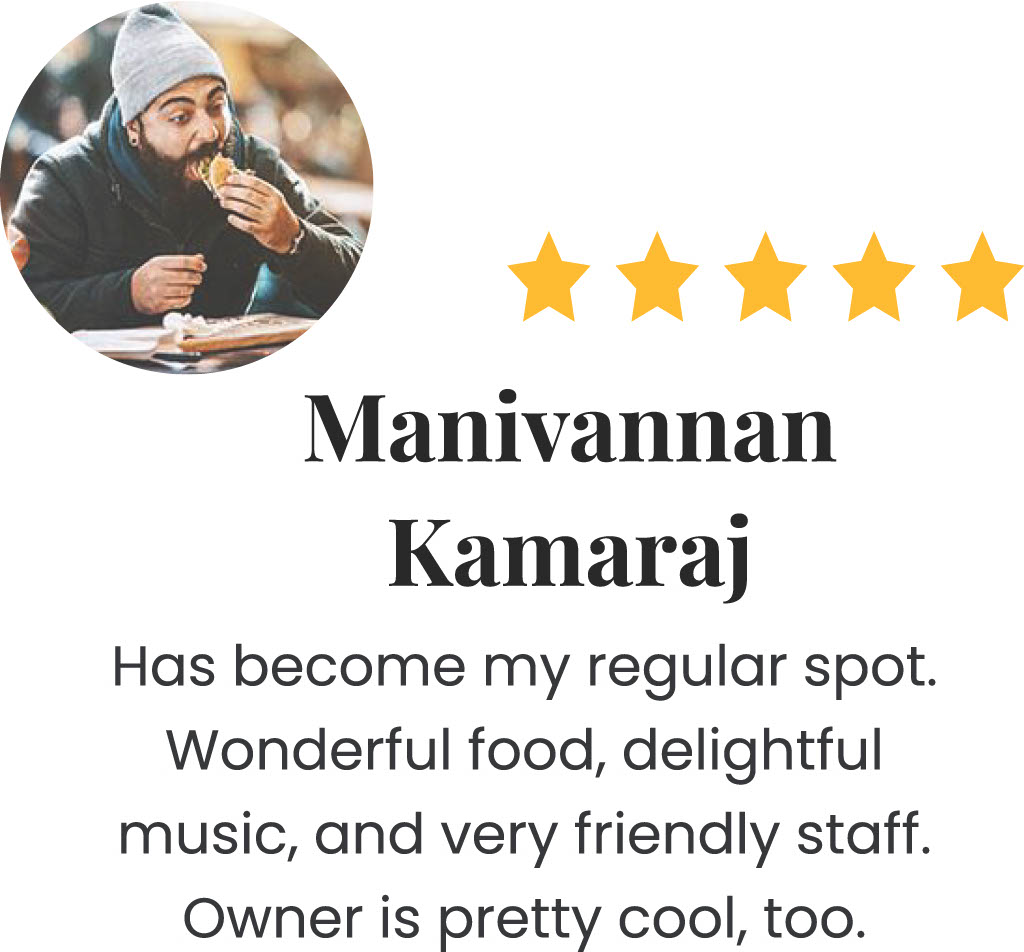 Manivannan
Kamaraj
Has become my regular spot.
Wonderful food, delightful
music, and very friendly staff.
Owner is pretty cool, too.